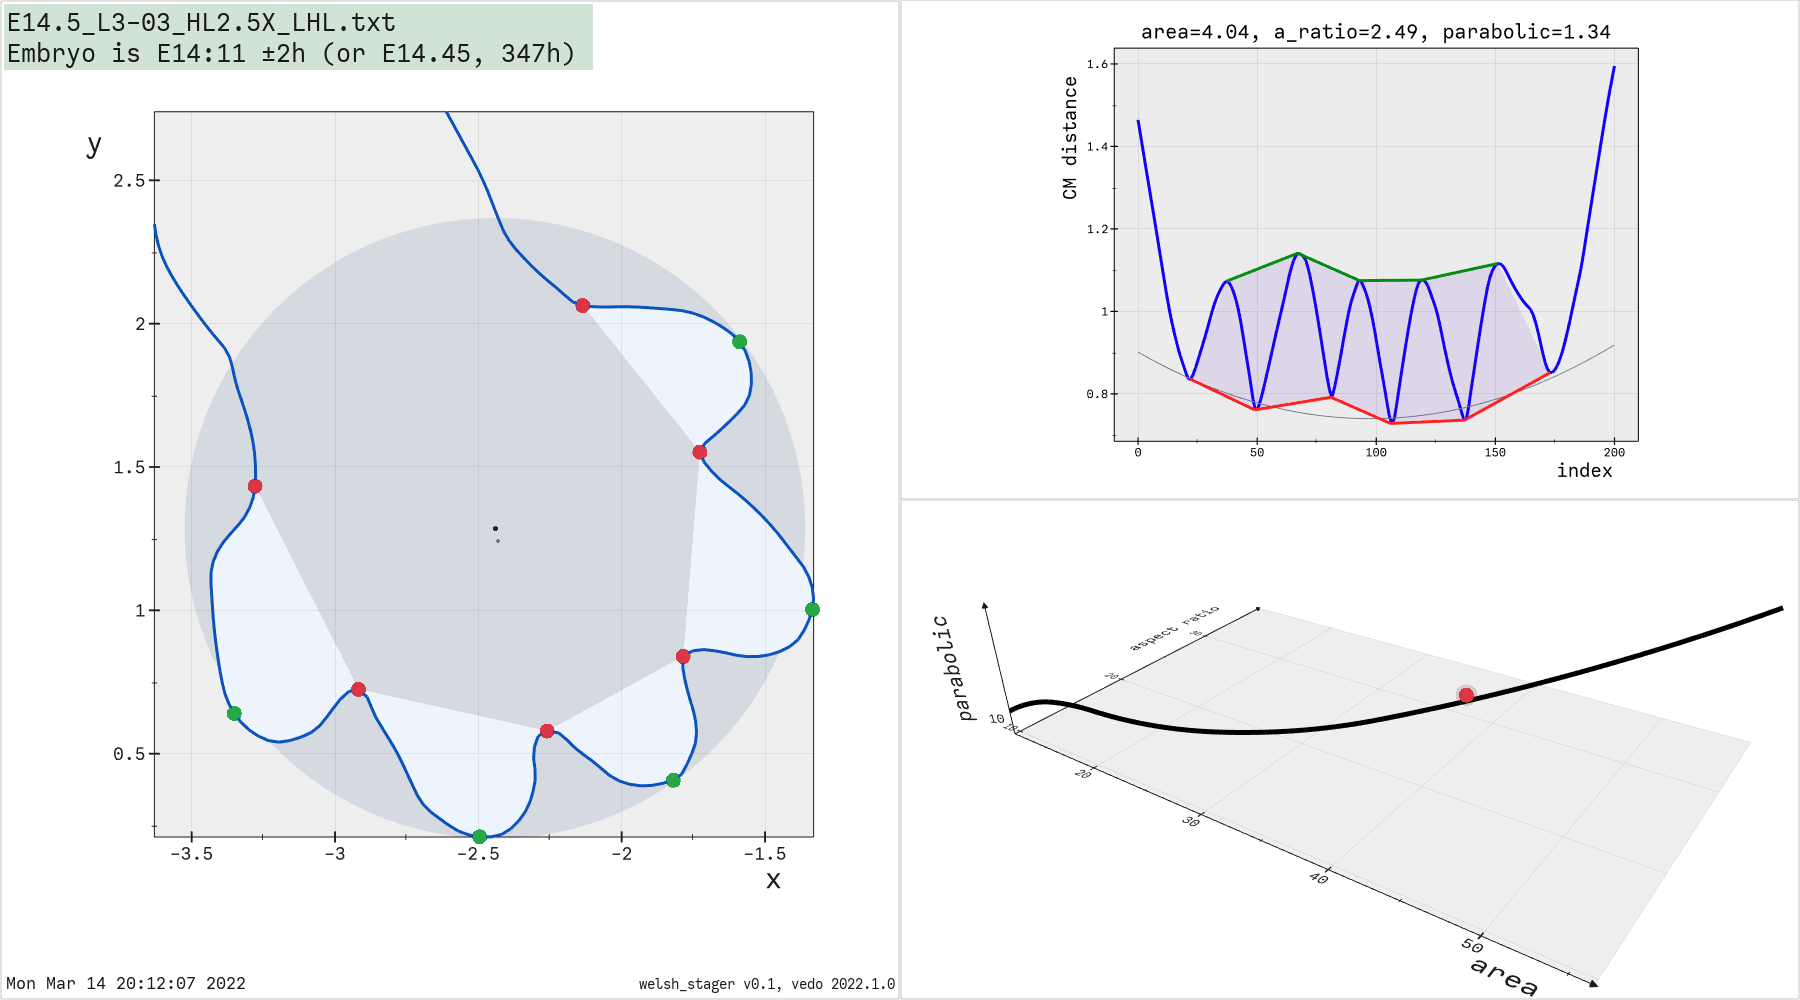 E14.5_L3-03_HL2.5X_LHL.txt
Embryo is E14:11 ±2h (or E14.45, 347h)
y
2.5
2
1.5
1
0.5
-3.5 -3 -2.5 -2 -1.5
x
Mon Mar 14 20:12:07 2022
welsh_stager v0.1, vedo 2022.1.0
area=4.04, a_ratio=2.49, parabolic=1.34
CM distance
1.6
1.4
1.2
1
0.8
0 50 100 150 200
index
parabolic
aspect ratio
20
10
20
30
40
50
area